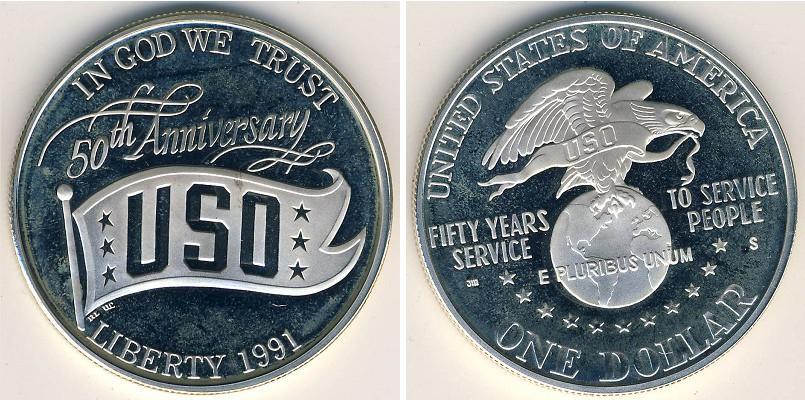 IN GOD WE TRUST
50th Anniversary
USO
LIBERTY 1991
UNITED STATES OF AMERICA
USO
FIFTY YEARS
SERVICE
TO SERVICE
PEOPLE
E PLURIBUS UNUM
S
ONE DOLLAR